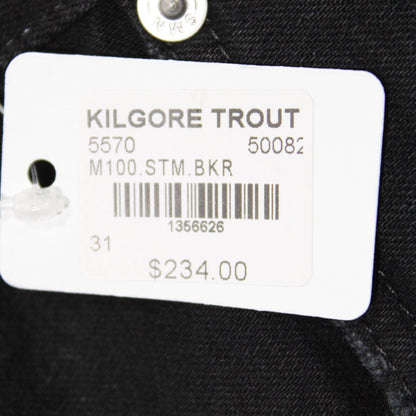 KILGORE TROUT
5570 50082
M100.STM.BKR
1356626
31
$234.00